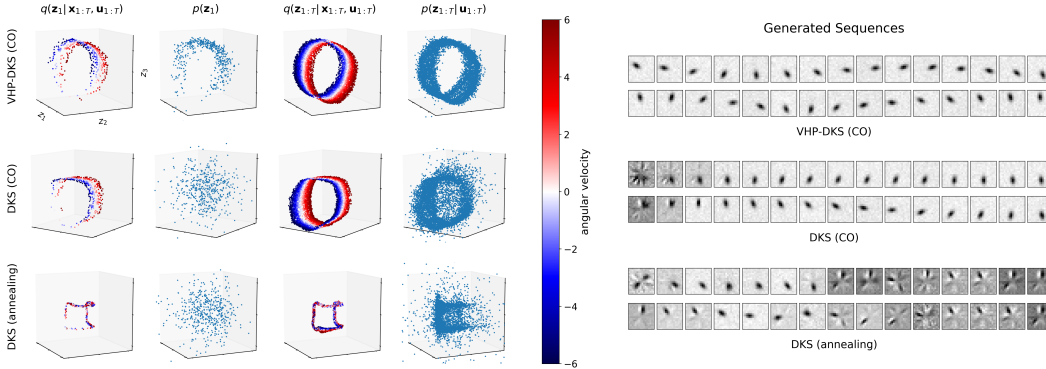 q(z₁| x₁:T, u₁:T)
p(z₁)
q(z₁:T| x₁:T, u₁:T)
p(z₁:T| u₁:T)
VHP-DKS (CO)
z₁
z₂
z₃
DKS (CO)
DKS (annealing)
6
4
2
0
−2
−4
−6
angular velocity
Generated Sequences
VHP-DKS (CO)
DKS (CO)
DKS (annealing)